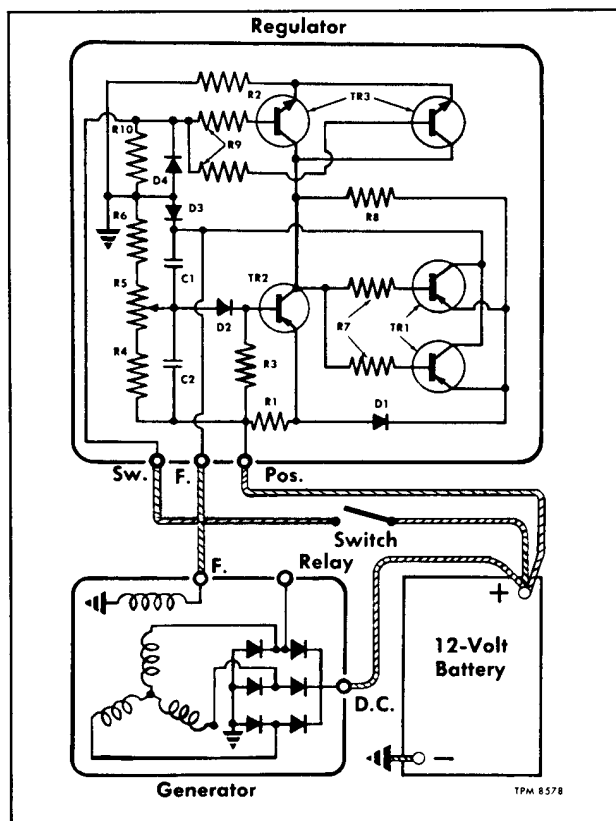 Regulator
R2
TR3
R10
R9
D4
D3
R6
R8
C1
TR2
R5
D2
R7
TR1
R3
R4
C2
R1
D1
Sw.
F.
Pos.
Switch
F.
Relay
+
12-Volt
Battery
D.C.
−
Generator
TPM 8578